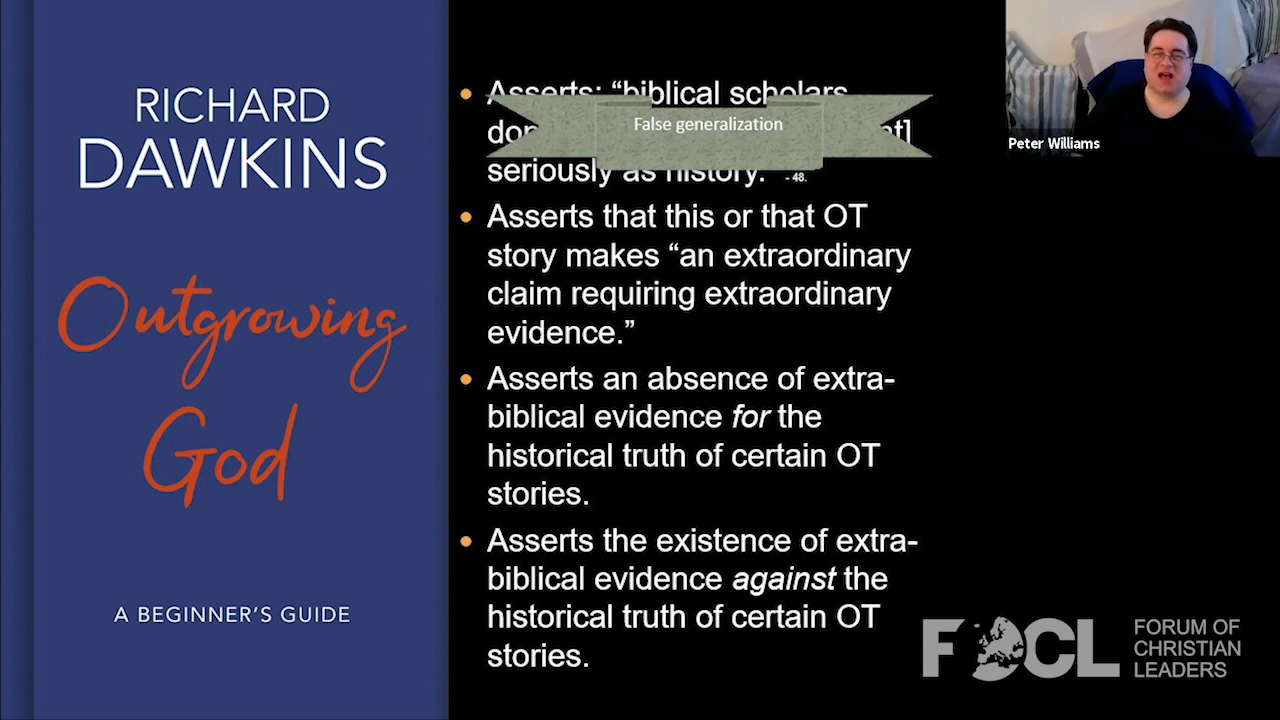 RICHARD
DAWKINS
Outgrowing
God
A BEGINNER'S GUIDE
• Asserts: “biblical scholars
False generalization
seriously as history.” - 48.
• Asserts that this or that OT
story makes “an extraordinary
claim requiring extraordinary
evidence.”
• Asserts an absence of extra-
biblical evidence for the
historical truth of certain OT
stories.
• Asserts the existence of extra-
biblical evidence against the
historical truth of certain OT
stories.
Peter Williams
FOCL
FORUM OF
CHRISTIAN
LEADERS